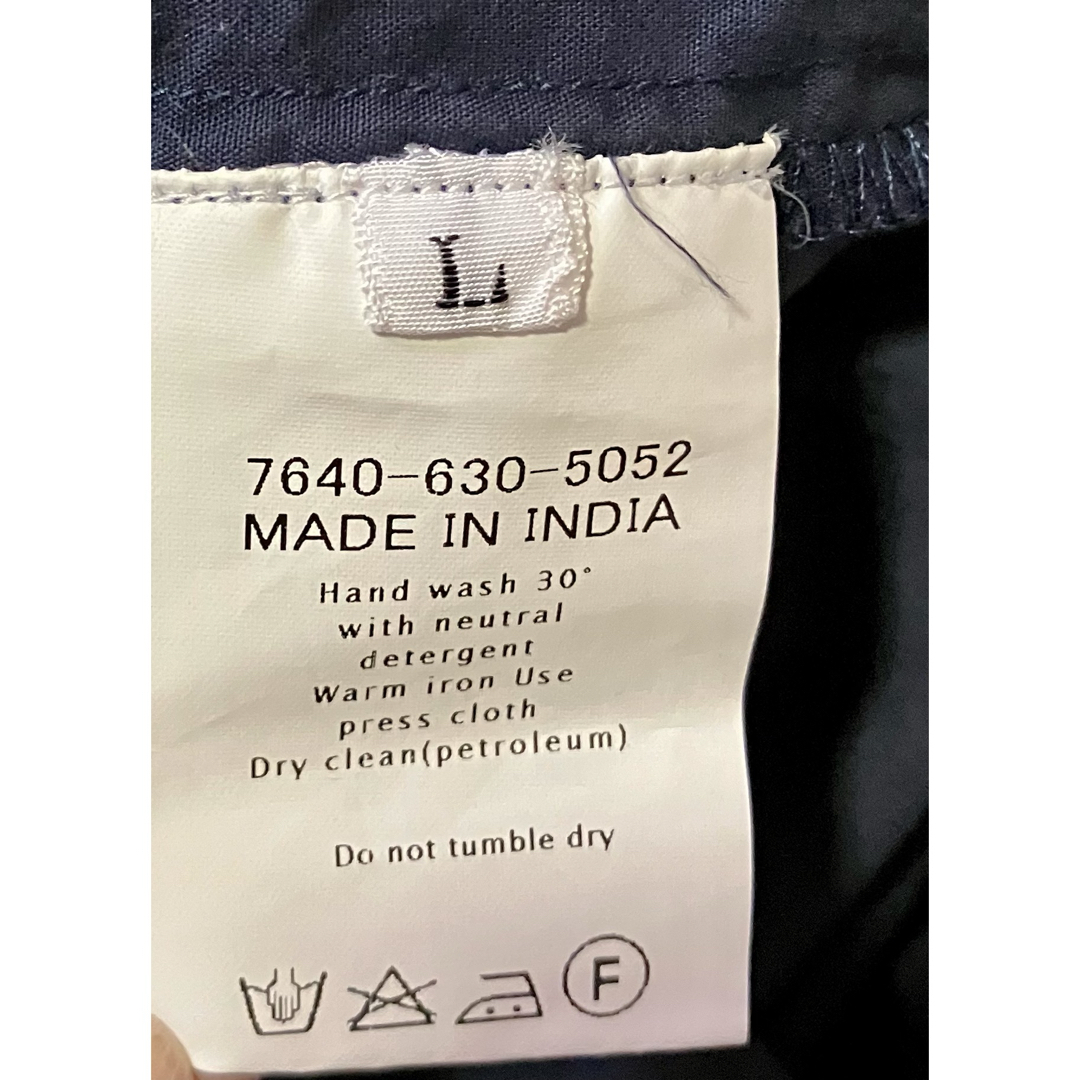 L
7640-630-5052
MADE IN INDIA
Hand wash 30°
with neutral
detergent
Warm iron Use
press cloth
Dry clean(petroleum)
Do not tumble dry
F